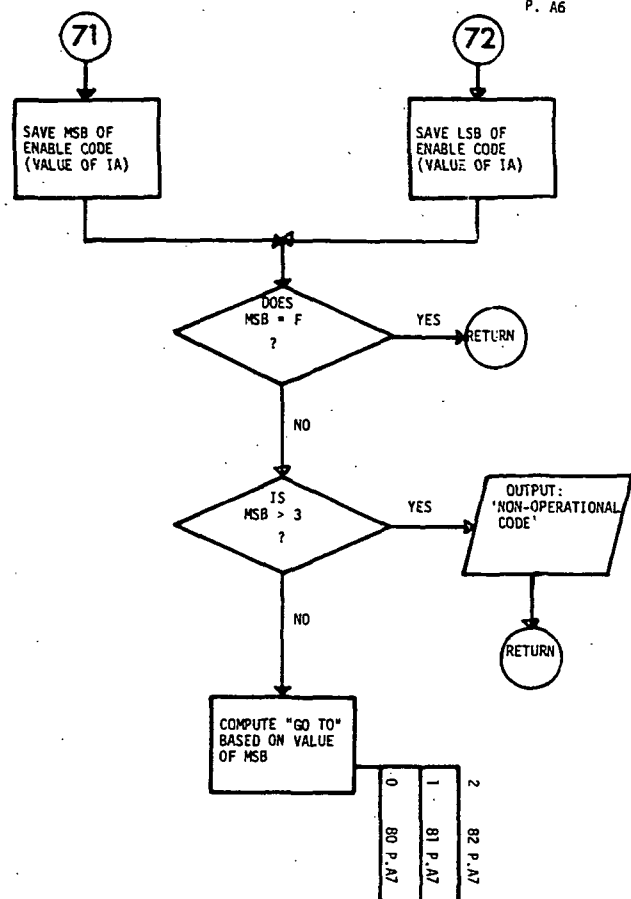 P. A6
71
72
SAVE MSB OF
ENABLE CODE
(VALUE OF IA)
SAVE LSB OF
ENABLE CODE
(VALUE OF IA)
DOES
MSB = F
?
YES
RETURN
NO
IS
MSB > 3
?
YES
OUTPUT:
'NON-OPERATIONAL
CODE'
NO
RETURN
COMPUTE "GO TO"
BASED ON VALUE
OF MSB
2 82 P.A7
1 81 P.A7
0 80 P.A7